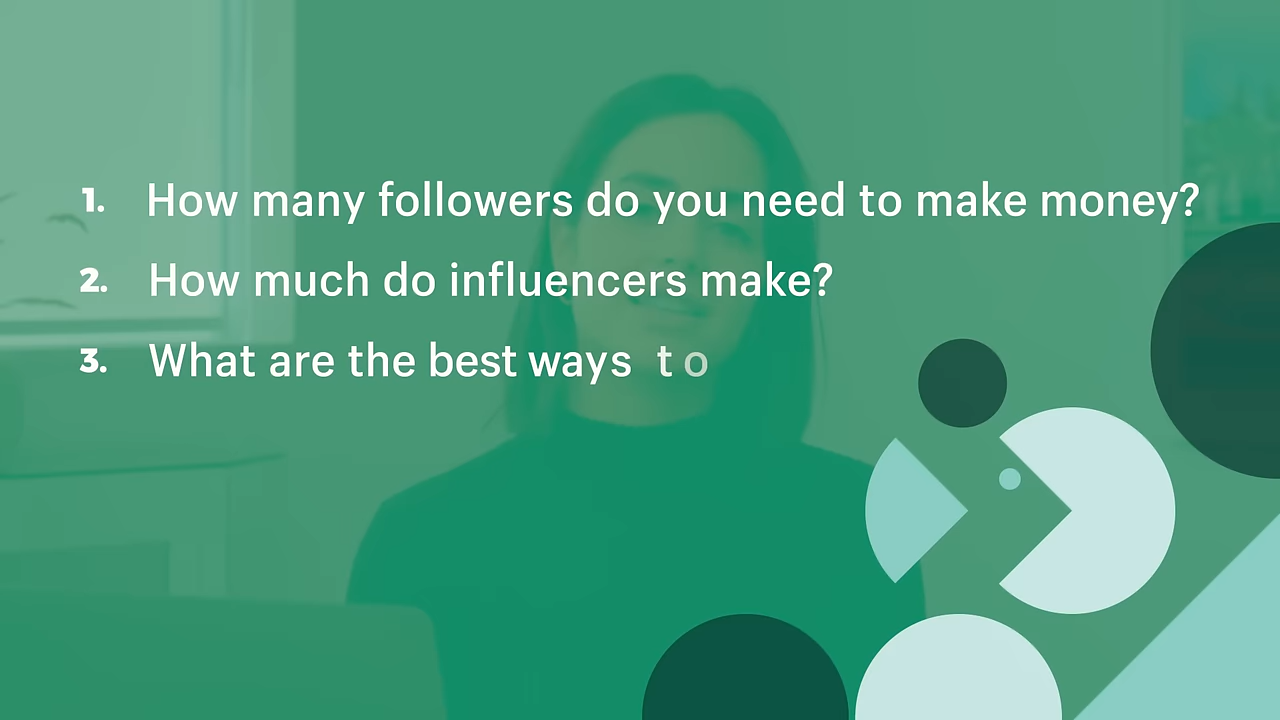 1. How many followers do you need to make money?
2. How much do influencers make?
3. What are the best ways to